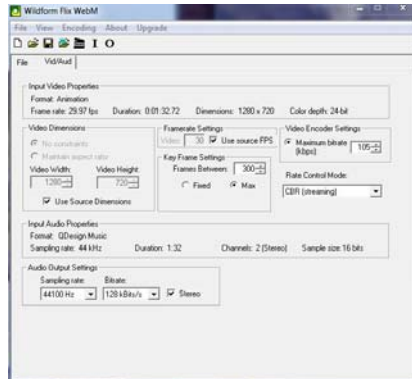 Wildform Flix WebM
File View Encoding About Upgrade
I O
File Vid/Aud
Input Video Properties
Format: Animation
Frame rate: 29.97 fps Duration: 0:01:32.72 Dimensions: 1280 x 720 Color depth: 24-bit
Video Dimensions
No constraints
Maintain aspect ratio
Video Width: Video Height:
1280 720
Use Source Dimensions
Framerate Settings
Video: 30 Use source FPS
Key Frame Settings
Frames Between: 300
Fixed Max
Video Encoder Settings
Maximum bitrate (kbps): 105
Rate Control Mode:
CBR (streaming)
Input Audio Properties
Format: QDesign Music
Sampling rate: 44 kHz Duration: 1:32 Channels: 2 (Stereo) Sample size: 16 bits
Audio Output Settings
Sampling rate: Bitrate:
44100 Hz 128 kBits/s Stereo